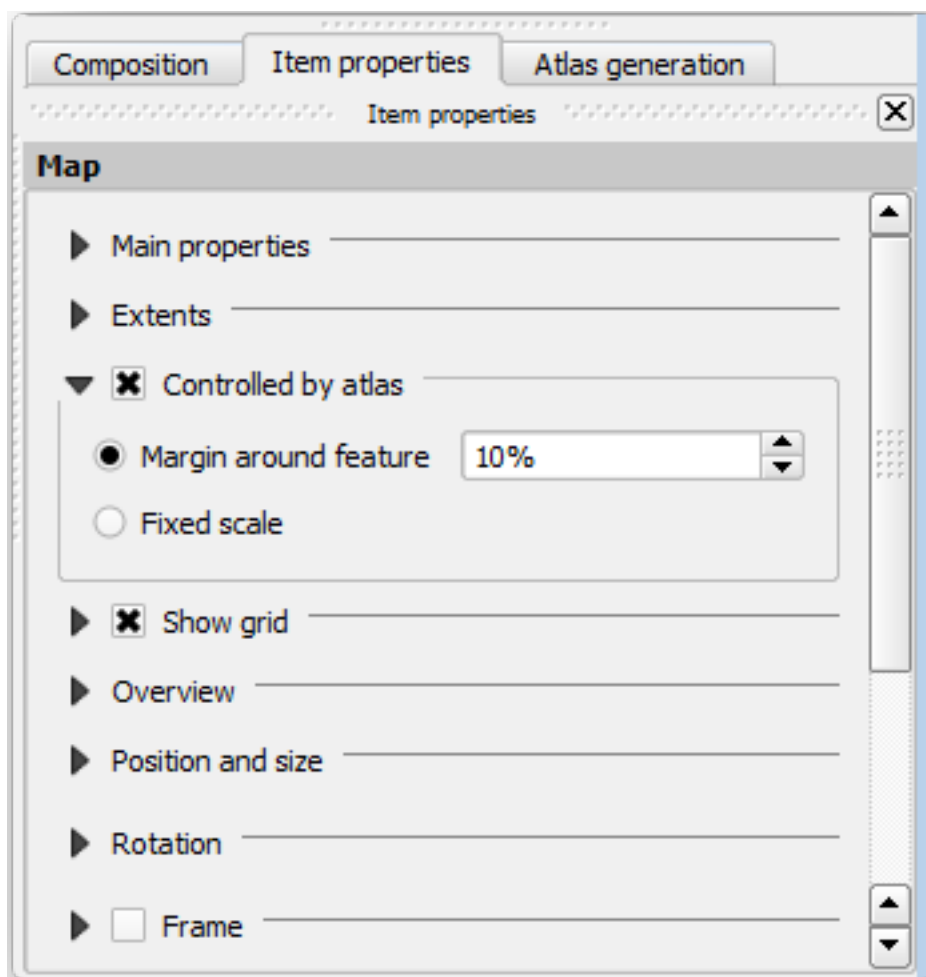 Composition Item properties Atlas generation
Item properties
Map
Main properties
Extents
Controlled by atlas
Margin around feature 10%
Fixed scale
Show grid
Overview
Position and size
Rotation
Frame